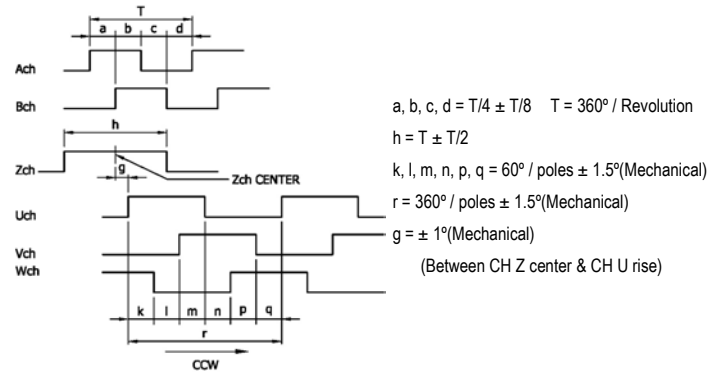 T
a b c d
Ach
Bch
h
Zch
g
Zch CENTER
Uch
Vch
Wch
k l m n p q
r
CCW
a, b, c, d = T/4 ± T/8 T = 360º / Revolution
h = T ± T/2
k, l, m, n, p, q = 60º / poles ± 1.5º(Mechanical)
r = 360º / poles ± 1.5º(Mechanical)
g = ± 1º(Mechanical)
(Between CH Z center & CH U rise)